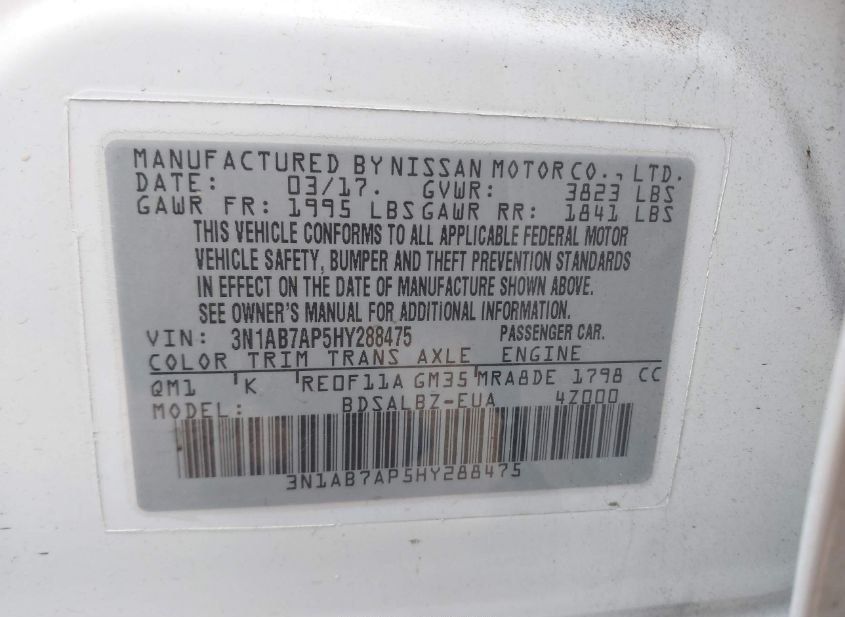 MANUFACTURED BY NISSAN MOTOR CO., LTD.
DATE: 03/17. GVWR: 3823 LBS
GAWR FR: 1995 LBS GAWR RR: 1841 LBS
THIS VEHICLE CONFORMS TO ALL APPLICABLE FEDERAL MOTOR
VEHICLE SAFETY, BUMPER AND THEFT PREVENTION STANDARDS
IN EFFECT ON THE DATE OF MANUFACTURE SHOWN ABOVE.
SEE OWNER'S MANUAL FOR ADDITIONAL INFORMATION.
VIN: 3N1AB7AP5HY288475 PASSENGER CAR.
COLOR TRIM TRANS AXLE ENGINE
QM1 K RE0F11A GM35 MRA8DE 1798 CC
MODEL: BDSALBZ-EUA 4Z000
3N1AB7AP5HY288475